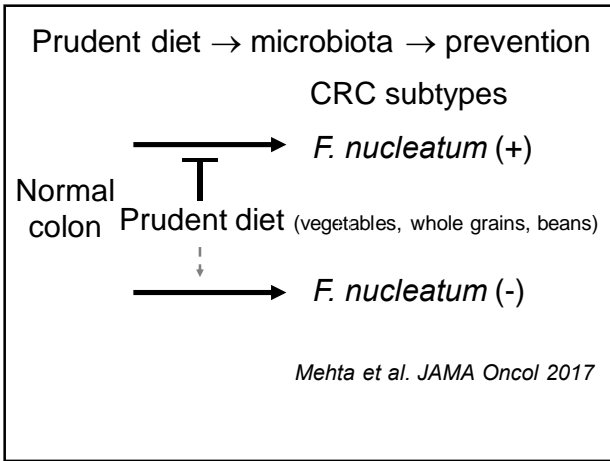 Prudent diet → microbiota → prevention
CRC subtypes
F. nucleatum (+)
Normal
colon
Prudent diet (vegetables, whole grains, beans)
F. nucleatum (-)
Mehta et al. JAMA Oncol 2017